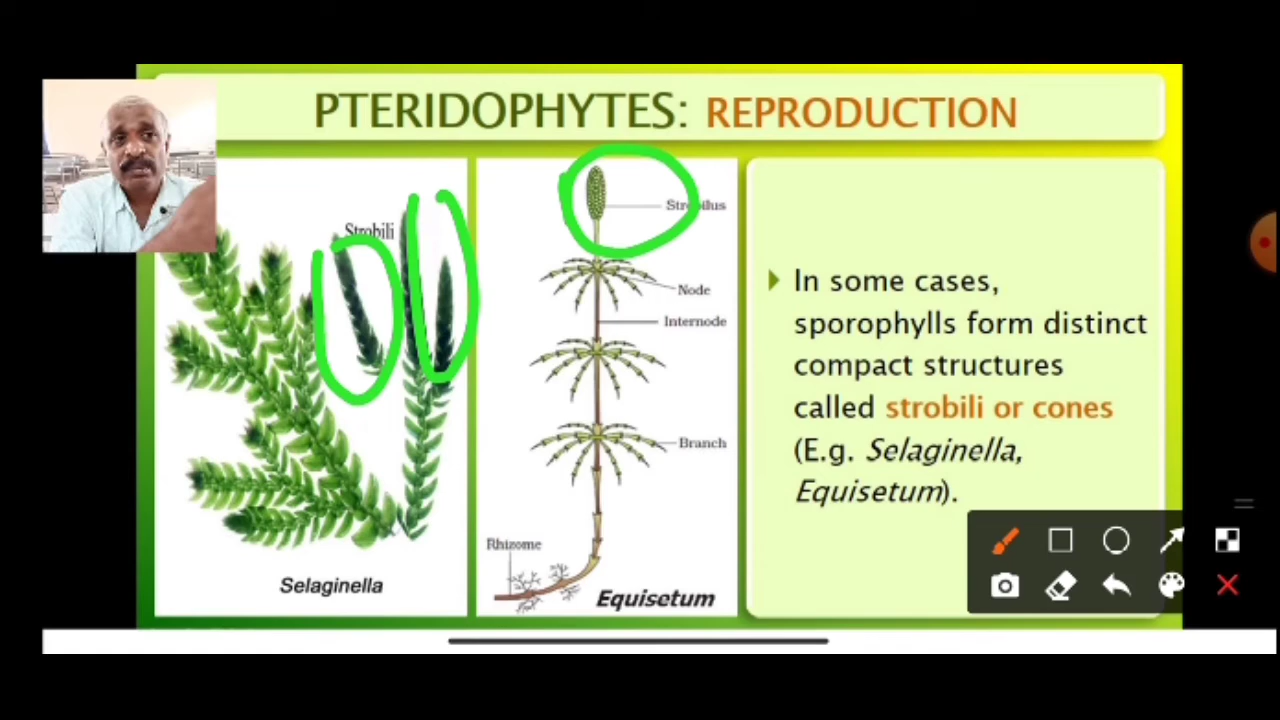 PTERIDOPHYTES: REPRODUCTION
Strobili
Selaginella
Strobilus
Node
Internode
Branch
Rhizome
Equisetum
In some cases,
sporophylls form distinct
compact structures
called strobili or cones
(E.g. Selaginella,
Equisetum).